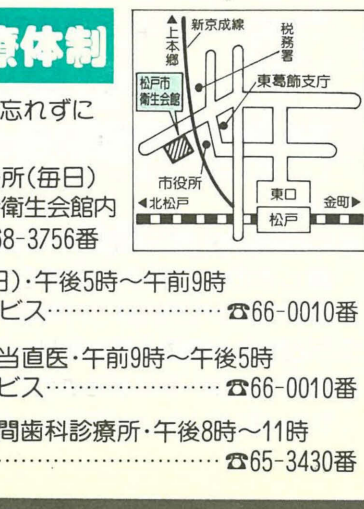 療体制
忘れずに
所(毎日)
衛生会館内
68-3756番
日)・午後5時〜午前9時
ビス……………………☎66-0010番
当直医・午前9時〜午後5時
ビス……………………☎66-0010番
間歯科診療所・午後8時〜11時
……………………………☎65-3430番
▲上本郷
新京成線
税務署
松戸市
衛生会館
東葛飾支庁
市役所
◀北松戸
東口
金町▶
松戸